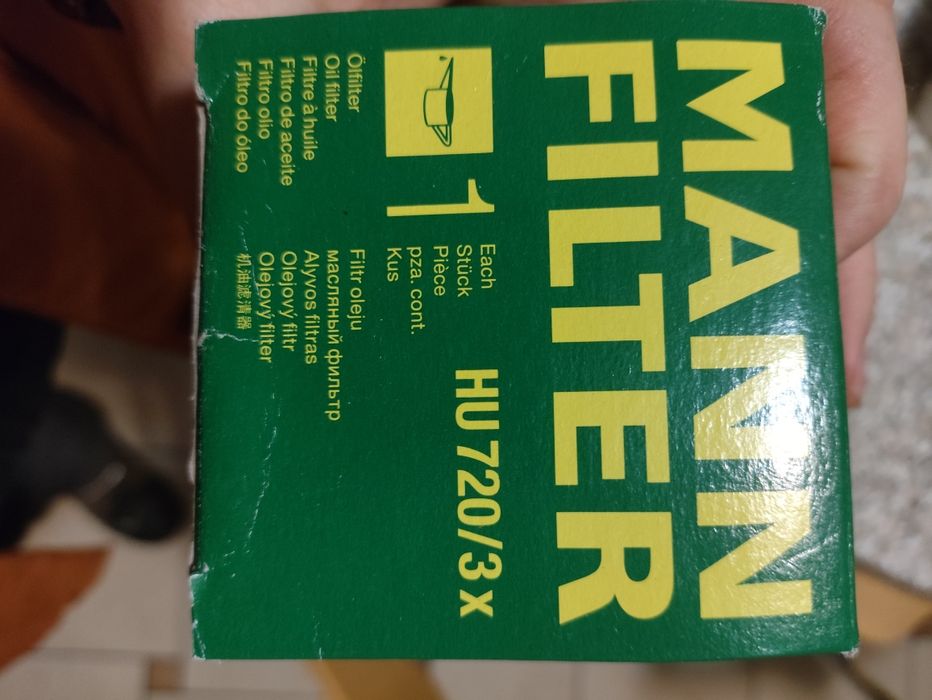 MANN
FILTER
1
Each
Stück
Pièce
pza. cont.
Kus
HU 720/3 x
Ölfilter
Oil filter
Filtre à huile
Filtro de aceite
Filtro olio
Filtro do óleo
Filtr oleju
масляный фильтр
Alyvos filtras
Olejový filtr
Olejový filter
机油滤清器